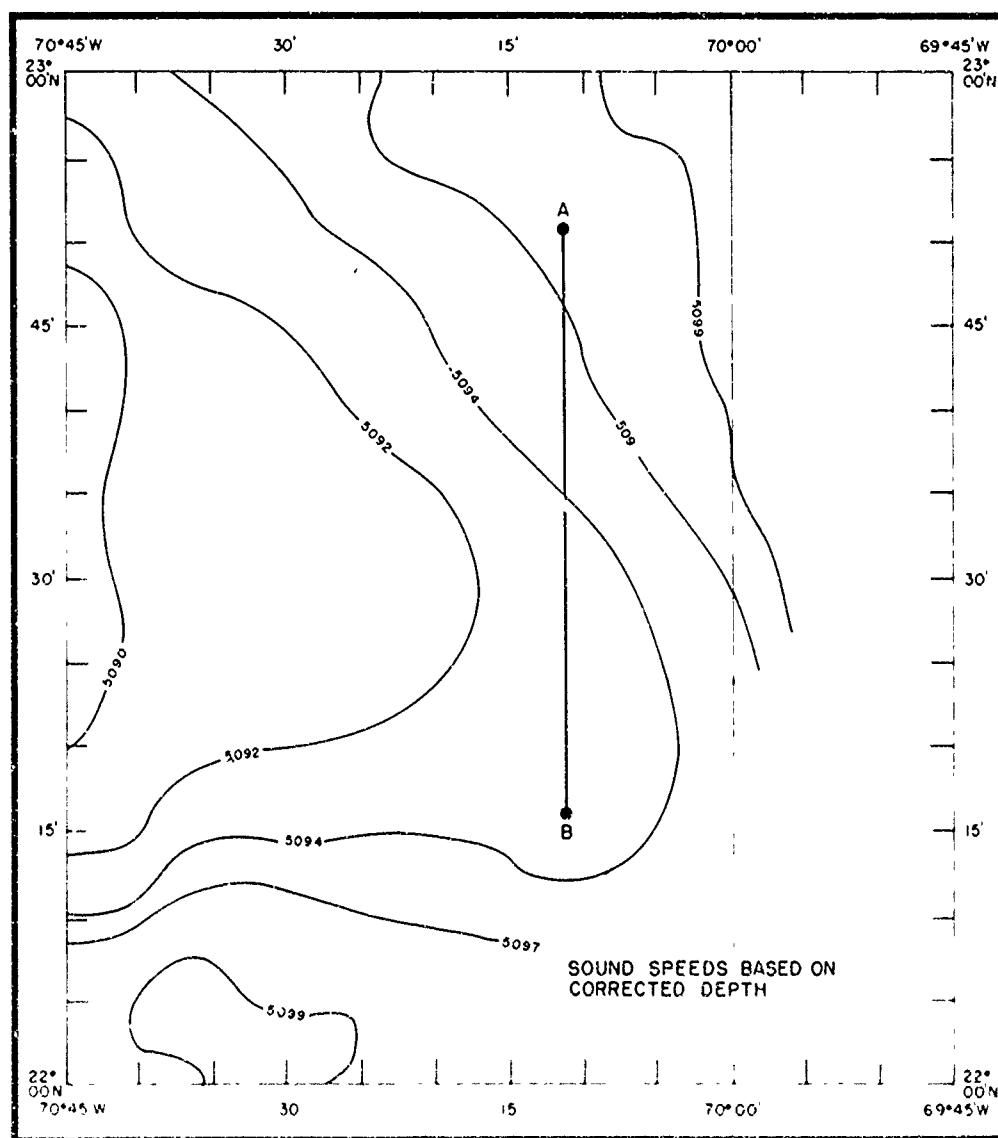 70°45'W 30' 15' 70°00' 69°45'W
23° 00'N 23° 00'N
A
5099
45' 45'
5094
5092
509
30' 30'
5090
5092
B
15' 15'
5094
5097
SOUND SPEEDS BASED ON
CORRECTED DEPTH
5099
22° 00'N 22° 00'N
70°45'W 30 15 70°00' 69°45'W